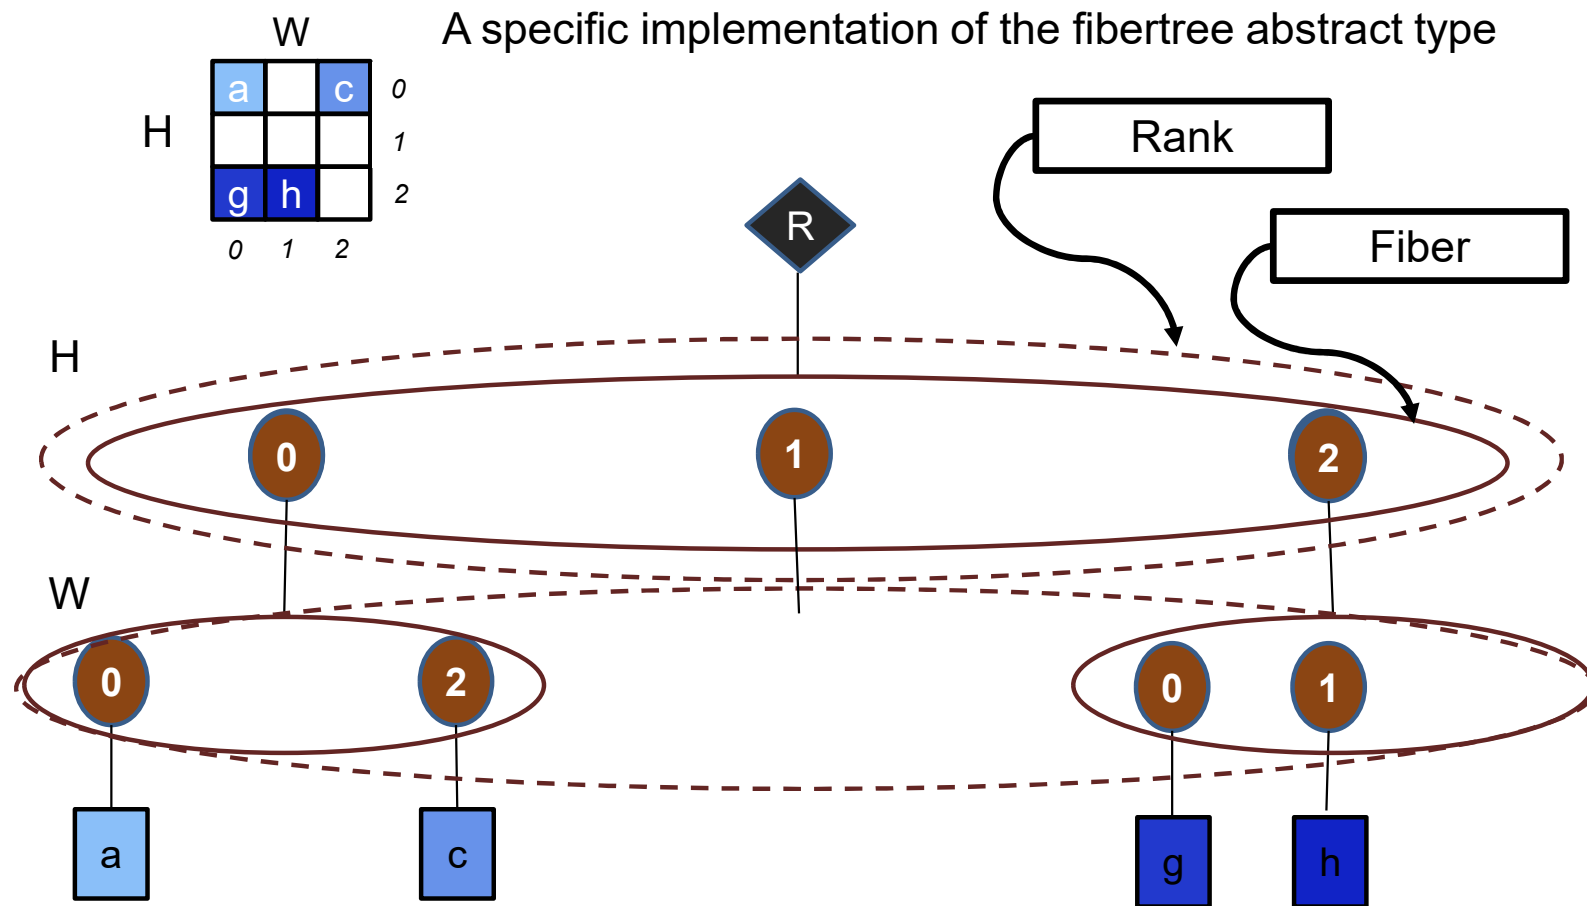 A specific implementation of the fibertree abstract type
W
a c 0
H 1
g h 2
0 1 2
Rank
R
Fiber
H
0 1 2
W
0 2 0 1
a c g h